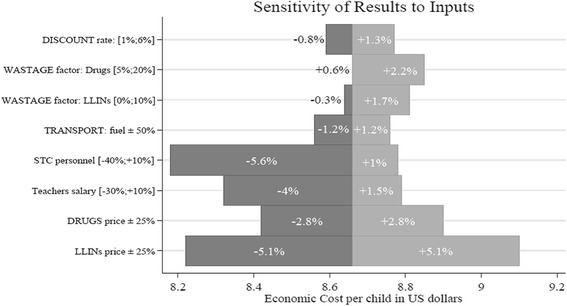 Sensitivity of Results to Inputs
DISCOUNT rate: [1%;6%] -0.8% +1.3%
WASTAGE factor: Drugs [5%;20%] +0.6% +2.2%
WASTAGE factor: LLINs [0%;10%] -0.3% +1.7%
TRANSPORT: fuel ± 50% -1.2% +1.2%
STC personnel [-40%;+10%] -5.6% +1%
Teachers salary [-30%;+10%] -4% +1.5%
DRUGS price ± 25% -2.8% +2.8%
LLINs price ± 25% -5.1% +5.1%
8.2 8.4 8.6 8.8 9 9.2
Economic Cost per child in US dollars